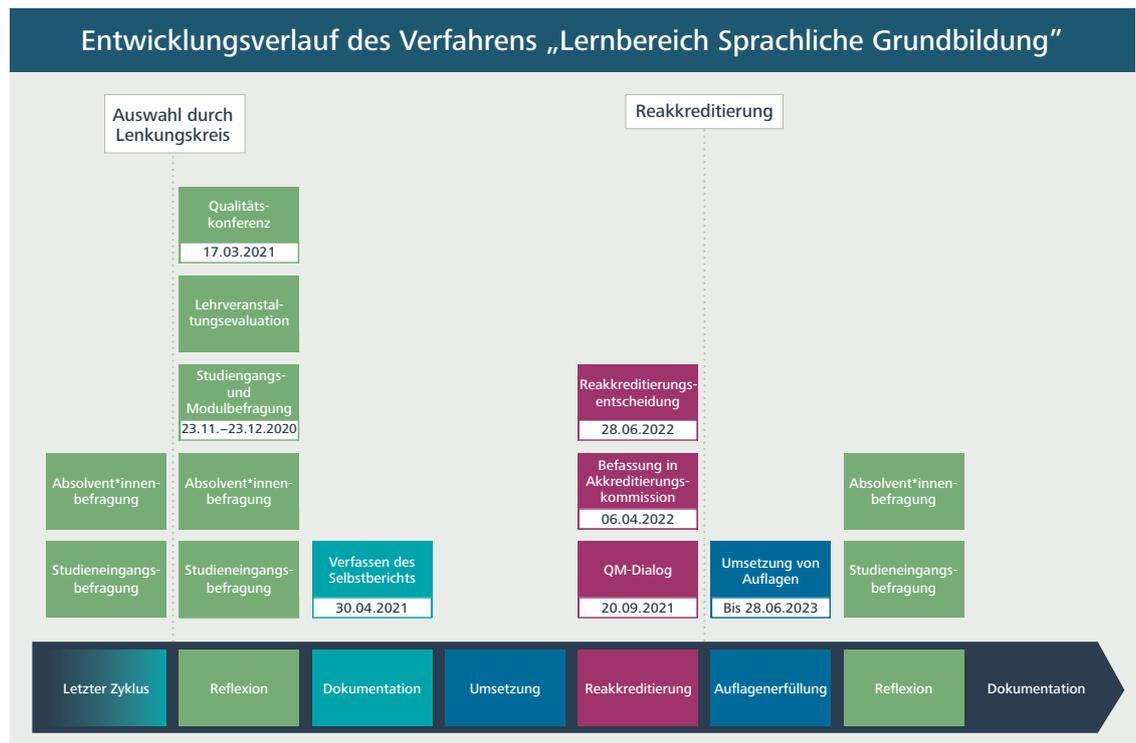 Entwicklungsverlauf des Verfahrens „Lernbereich Sprachliche Grundbildung”
Auswahl durch
Lenkungskreis
Reakkreditierung
Qualitäts-
konferenz
17.03.2021
Lehrveranstal-
tungsevaluation
Studiengangs-
und
Modulbefragung
23.11.–23.12.2020
Reakkreditierungs-
entscheidung
28.06.2022
Absolvent*innen-
befragung
Absolvent*innen-
befragung
Befassung in
Akkreditierungs-
kommission
06.04.2022
Absolvent*innen-
befragung
Studieneingangs-
befragung
Studieneingangs-
befragung
Verfassen des
Selbstberichts
30.04.2021
QM-Dialog
20.09.2021
Umsetzung von
Auflagen
Bis 28.06.2023
Studieneingangs-
befragung
Letzter Zyklus
Reflexion
Dokumentation
Umsetzung
Reakkreditierung
Auflagenerfüllung
Reflexion
Dokumentation